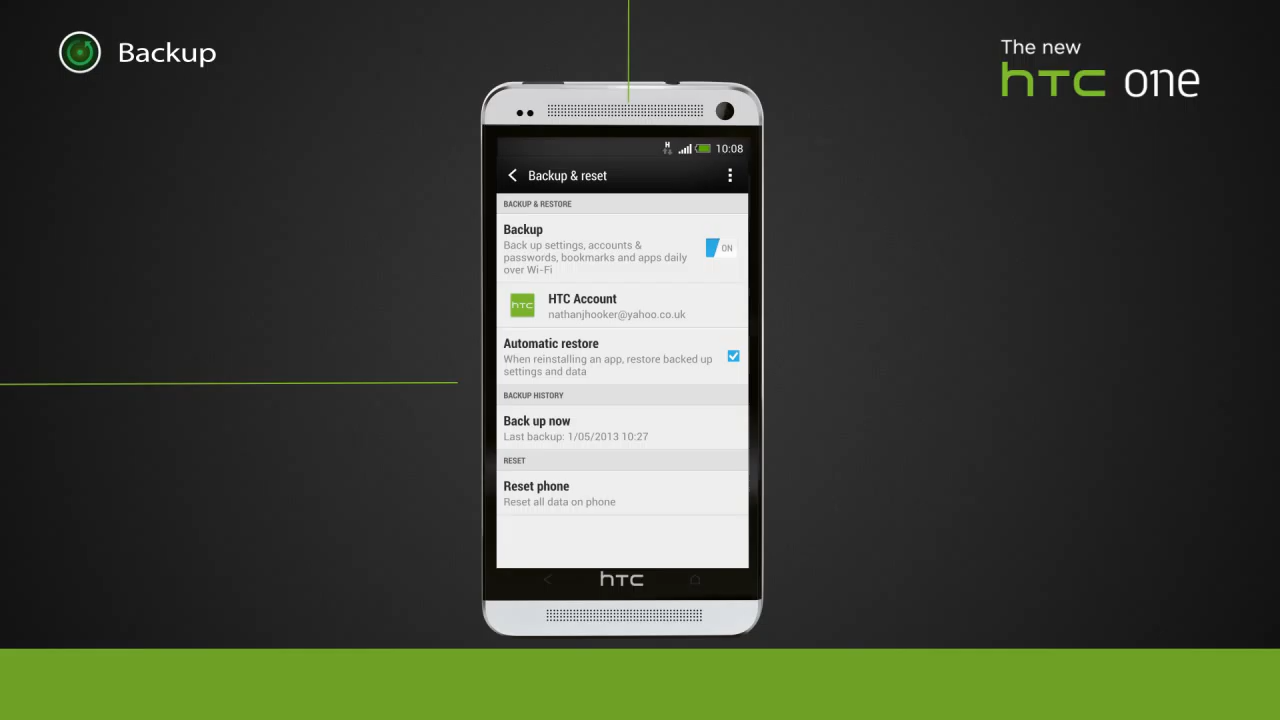 Backup
The new
hTC one
H
10:08
Backup & reset
BACKUP & RESTORE
Backup
Back up settings, accounts &
passwords, bookmarks and apps daily
over Wi-Fi
ON
hTC
HTC Account
nathanjhooker@yahoo.co.uk
Automatic restore
When reinstalling an app, restore backed up
settings and data
BACKUP HISTORY
Back up now
Last backup: 1/05/2013 10:27
RESET
Reset phone
Reset all data on phone
hTC